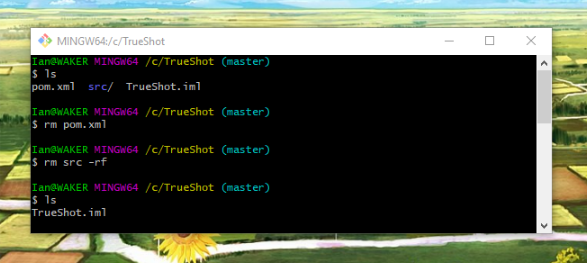 MINGW64:/c/TrueShot
Ian@WAKER MINGW64 /c/TrueShot (master)
$ ls
pom.xml  src/  TrueShot.iml
Ian@WAKER MINGW64 /c/TrueShot (master)
$ rm pom.xml
Ian@WAKER MINGW64 /c/TrueShot (master)
$ rm src -rf
Ian@WAKER MINGW64 /c/TrueShot (master)
$ ls
TrueShot.iml